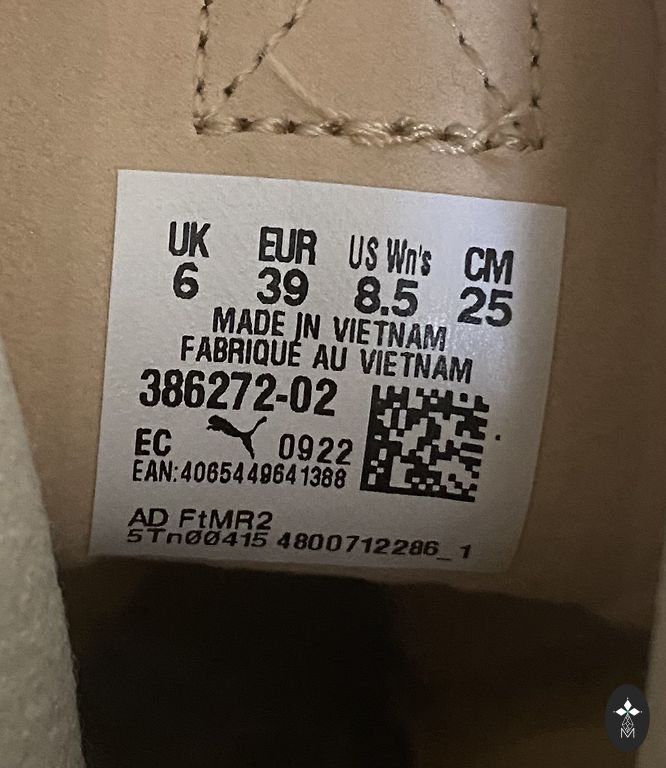 UK EUR US Wn's CM
6 39 8.5 25
MADE IN VIETNAM
FABRIQUÉ AU VIETNAM
386272-02
EC 0922
EAN:4065449641388
AD FtMR2
5Tn00415 4800712286_1
M